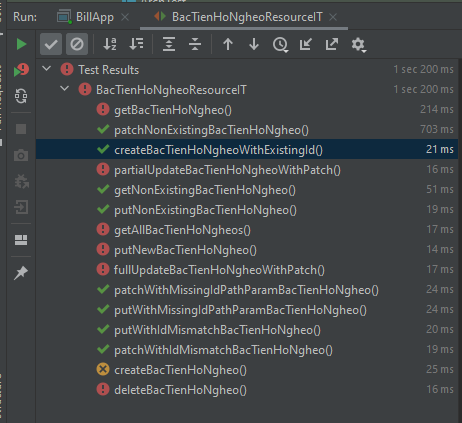 Run: BillApp BacTienHoNgheoResourceIT
Test Results 1 sec 200 ms
BacTienHoNgheoResourceIT 1 sec 200 ms
getBacTienHoNgheo() 214 ms
patchNonExistingBacTienHoNgheo() 703 ms
createBacTienHoNgheoWithExistingId() 21 ms
partialUpdateBacTienHoNgheoWithPatch() 16 ms
getNonExistingBacTienHoNgheo() 51 ms
putNonExistingBacTienHoNgheo() 19 ms
getAllBacTienHoNgheos() 17 ms
putNewBacTienHoNgheo() 14 ms
fullUpdateBacTienHoNgheoWithPatch() 17 ms
patchWithMissingIdPathParamBacTienHoNgheo() 24 ms
putWithMissingIdPathParamBacTienHoNgheo() 24 ms
putWithIdMismatchBacTienHoNgheo() 20 ms
patchWithIdMismatchBacTienHoNgheo() 19 ms
createBacTienHoNgheo() 25 ms
deleteBacTienHoNgheo() 16 ms